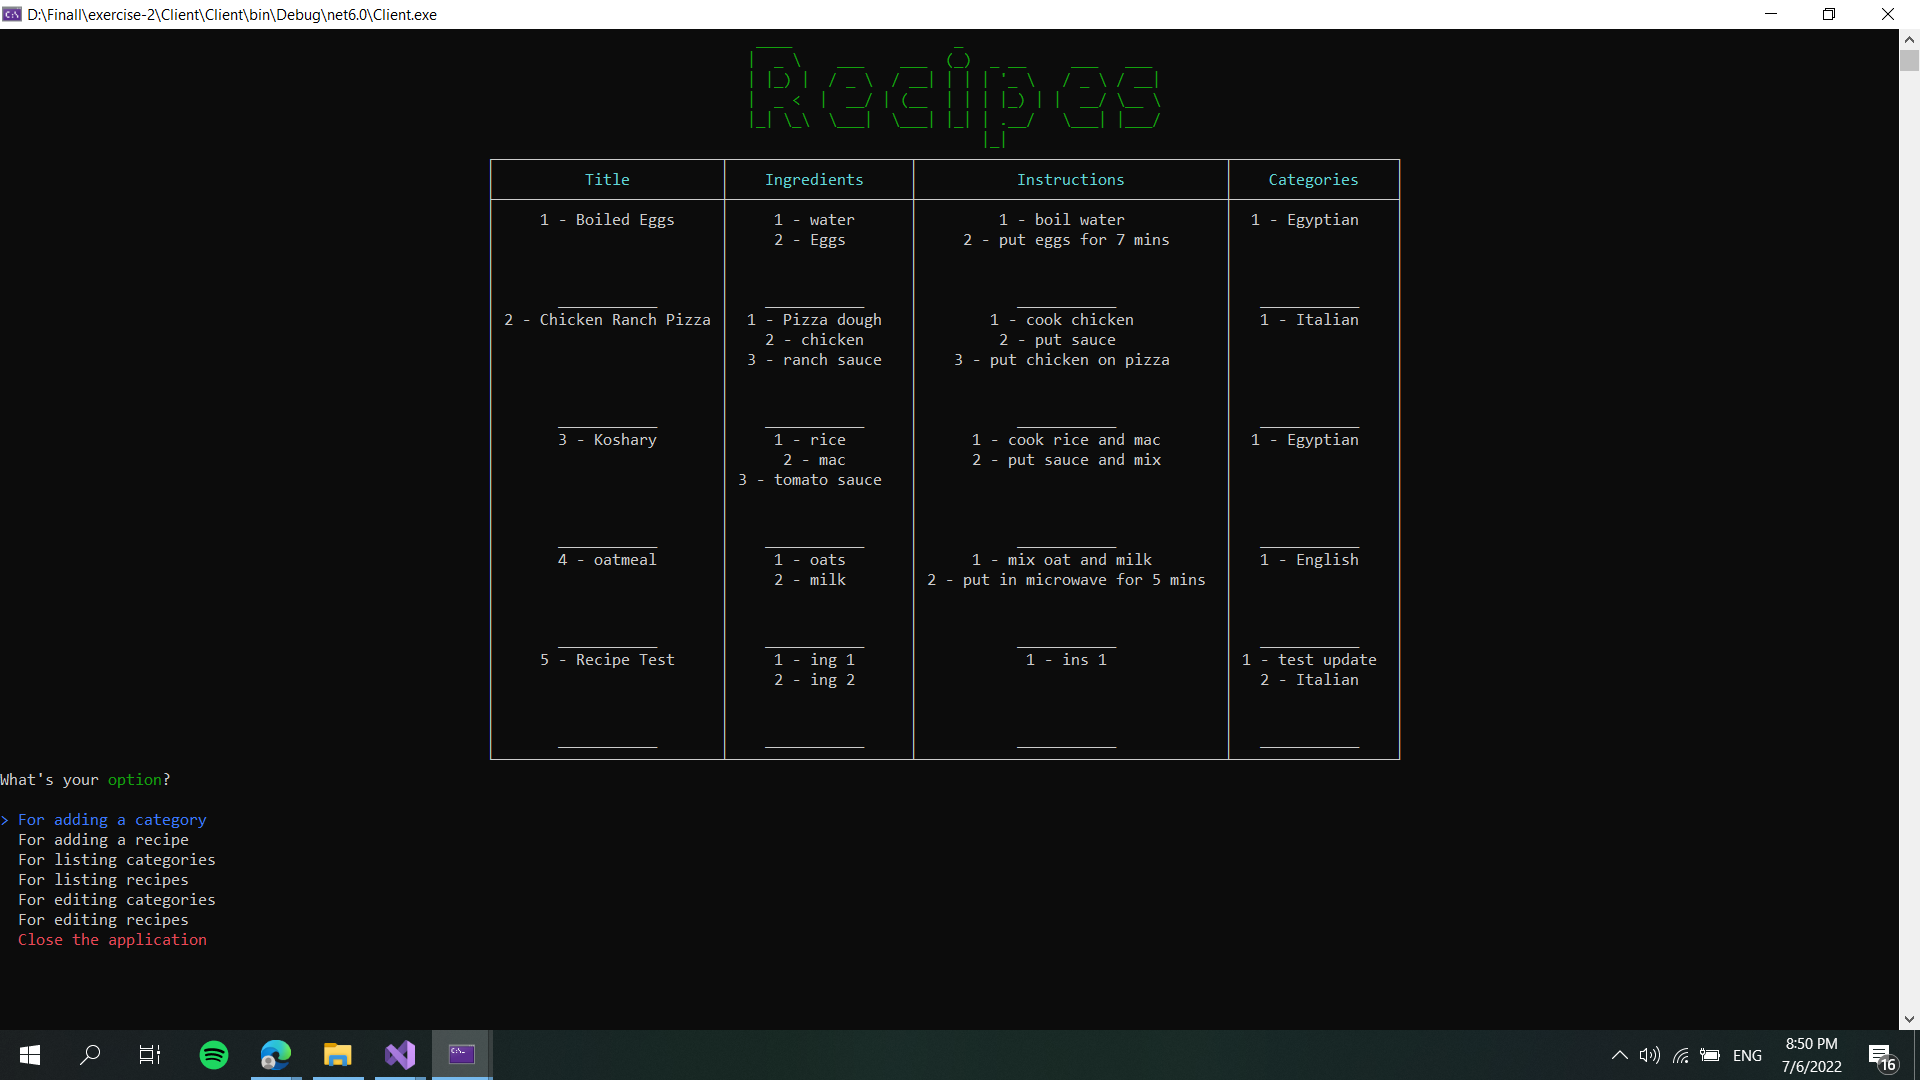 D:\Finall\exercise-2\Client\Client\bin\Debug\net6.0\Client.exe
Recipes
Title Ingredients Instructions Categories
1 - Boiled Eggs 1 - water 1 - boil water 1 - Egyptian
2 - Eggs 2 - put eggs for 7 mins
2 - Chicken Ranch Pizza 1 - Pizza dough 1 - cook chicken 1 - Italian
2 - chicken 2 - put sauce
3 - ranch sauce 3 - put chicken on pizza
3 - Koshary 1 - rice 1 - cook rice and mac 1 - Egyptian
2 - mac 2 - put sauce and mix
3 - tomato sauce
4 - oatmeal 1 - oats 1 - mix oat and milk 1 - English
2 - milk 2 - put in microwave for 5 mins
5 - Recipe Test 1 - ing 1 1 - ins 1 1 - test update
2 - ing 2 2 - Italian
What's your option?
> For adding a category
For adding a recipe
For listing categories
For listing recipes
For editing categories
For editing recipes
Close the application
ENG
8:50 PM
7/6/2022
16